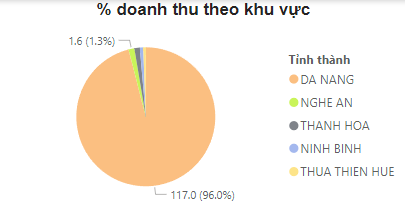 % doanh thu theo khu vực
1.6 (1.3%)
117.0 (96.0%)
Tỉnh thành
DA NANG
NGHE AN
THANH HOA
NINH BINH
THUA THIEN HUE